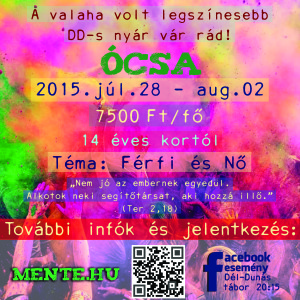 A valaha volt legszínesebb
DD-s nyár vár rád!
ÓCSA
2015.júl.28 - aug.02
7500 Ft/fő
14 éves kortól
Téma: Férfi és Nő
„Nem jó az embernek egyedül.
Alkotok neki segítőtársat, aki hozzá illő."
(Ter 2,18)
További infók és jelentkezés:
MENTE.HU
facebook
esemény
Dél-Dunás
tábor 20:15